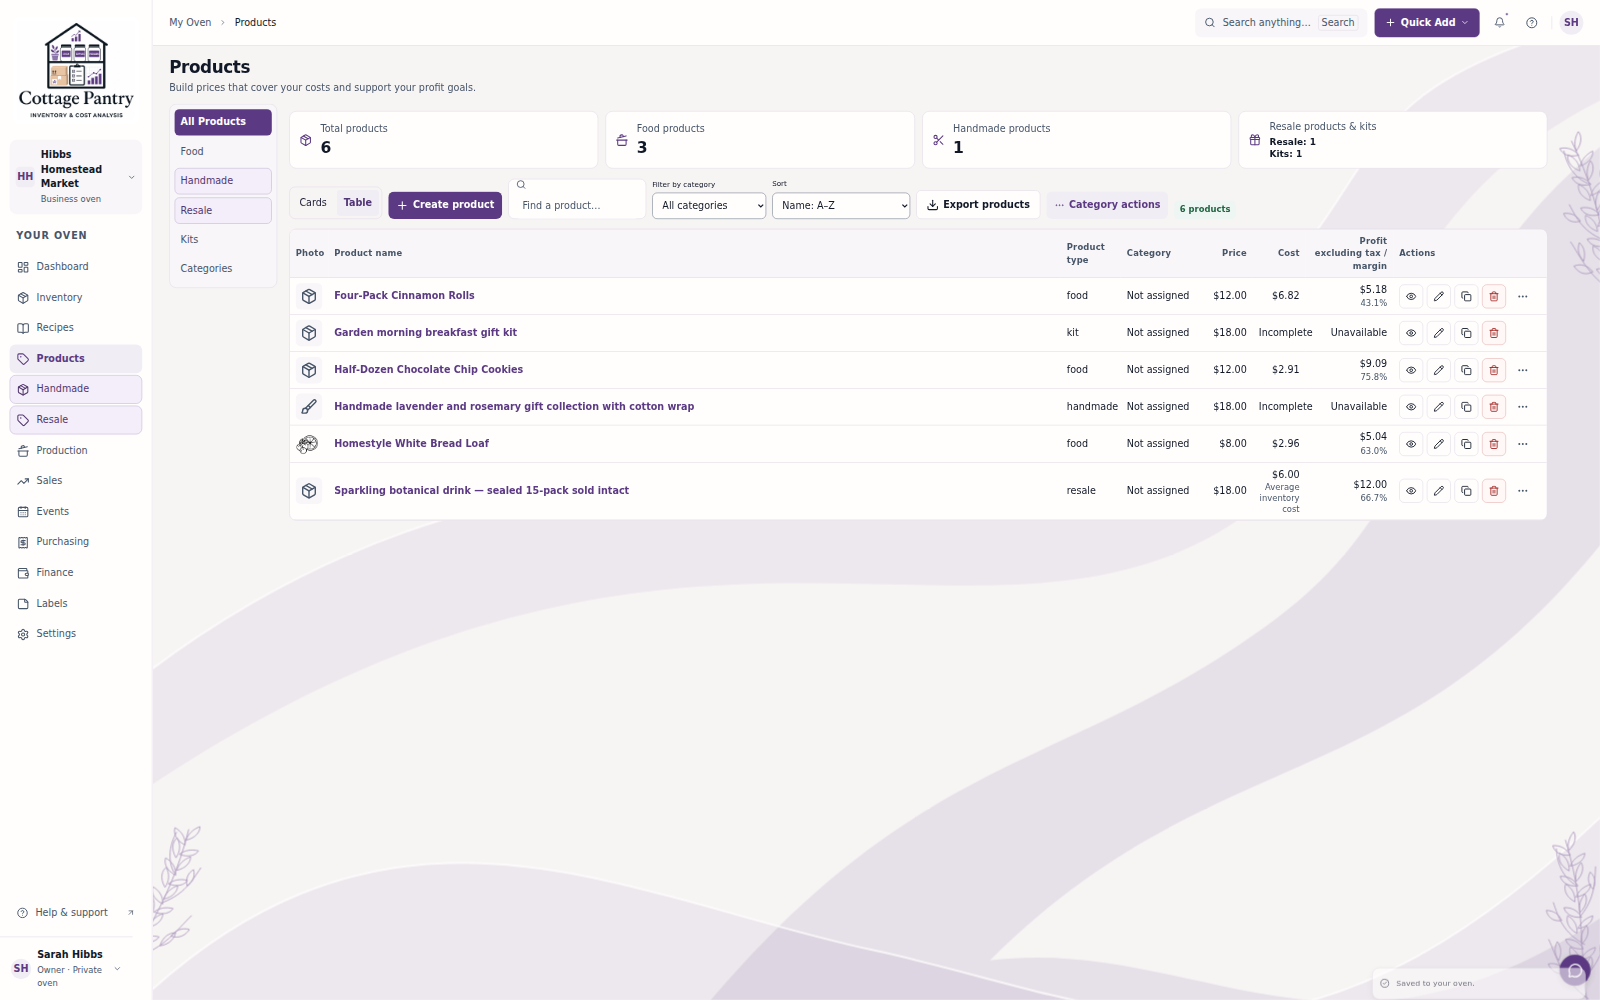 Cottage Pantry
INVENTORY & COST ANALYSIS
HH
Hibbs
Homestead
Market
Business oven
YOUR OVEN
Dashboard
Inventory
Recipes
Products
Handmade
Resale
Production
Sales
Events
Purchasing
Finance
Labels
Settings
Help & support
SH
Sarah Hibbs
Owner · Private
oven
My Oven › Products
Search anything... Search
+ Quick Add
SH
Products
Build prices that cover your costs and support your profit goals.
All Products
Food
Handmade
Resale
Kits
Categories
Total products
6
Food products
3
Handmade products
1
Resale products & kits
Resale: 1
Kits: 1
Cards Table
+ Create product
Find a product...
Filter by category
All categories
Sort
Name: A–Z
Export products
··· Category actions
6 products
Photo Product name Product type Category Price Cost Profit excluding tax / margin Actions
Four-Pack Cinnamon Rolls food Not assigned $12.00 $6.82 $5.18
43.1%
Garden morning breakfast gift kit kit Not assigned $18.00 Incomplete Unavailable
Half-Dozen Chocolate Chip Cookies food Not assigned $12.00 $2.91 $9.09
75.8%
Handmade lavender and rosemary gift collection with cotton wrap handmade Not assigned $18.00 Incomplete Unavailable
Homestyle White Bread Loaf food Not assigned $8.00 $2.96 $5.04
63.0%
Sparkling botanical drink — sealed 15-pack sold intact resale Not assigned $18.00 $6.00 Average inventory cost $12.00
66.7%
Saved to your oven.